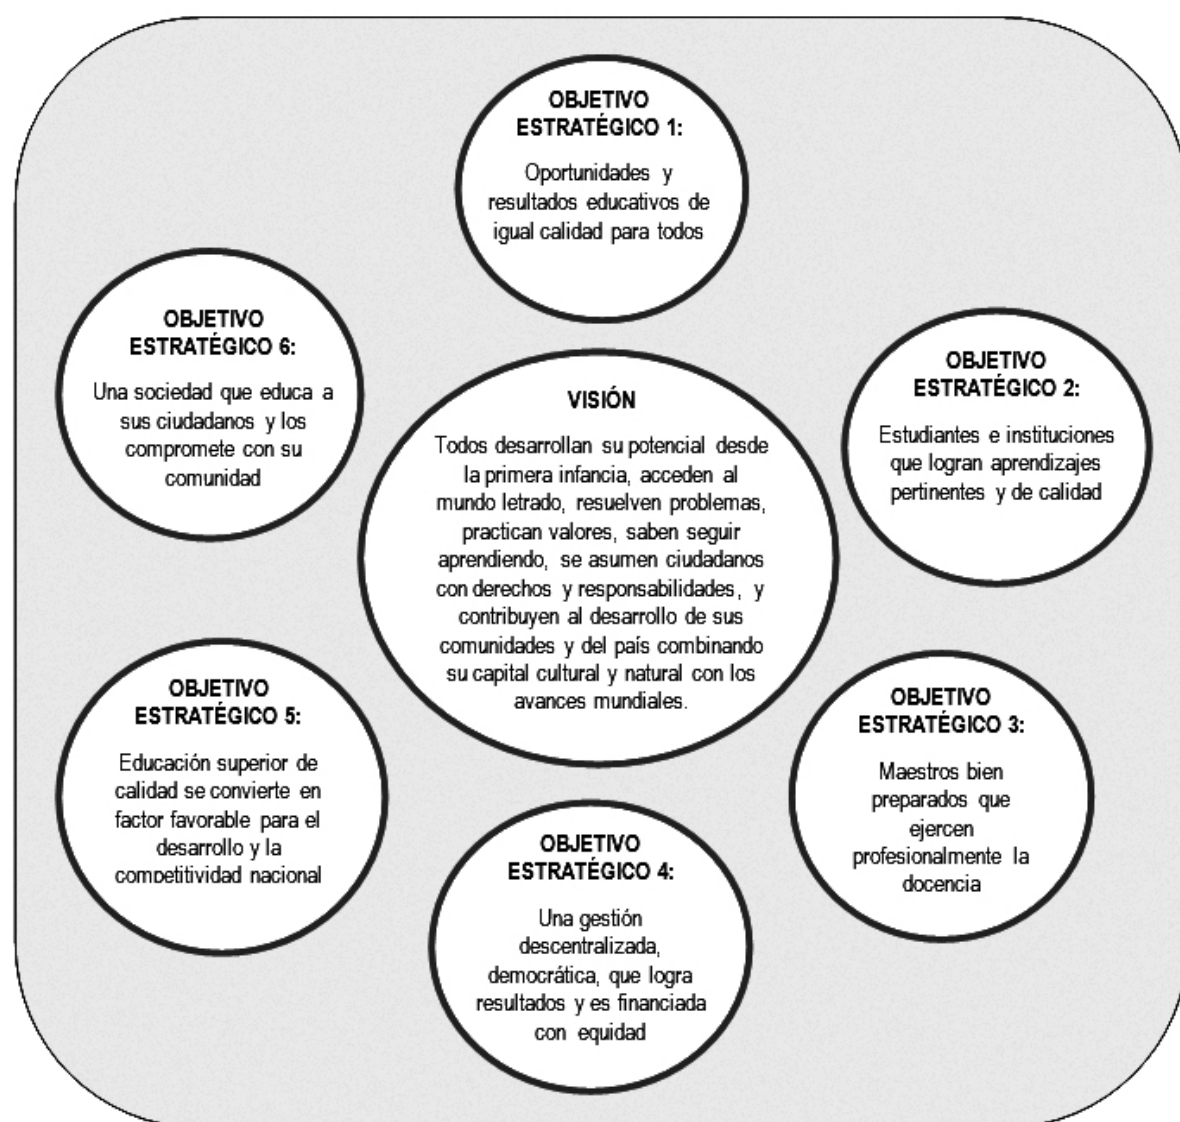 OBJETIVO
ESTRATÉGICO 1:
Oportunidades y
resultados educativos de
igual calidad para todos
OBJETIVO
ESTRATÉGICO 6:
Una sociedad que educa a
sus ciudadanos y los
compromete con su
comunidad
VISIÓN
Todos desarrollan su potencial desde
la primera infancia, acceden al
mundo letrado, resuelven problemas,
practican valores, saben seguir
aprendiendo, se asumen ciudadanos
con derechos y responsabilidades, y
contribuyen al desarrollo de sus
comunidades y del país combinando
su capital cultural y natural con los
avances mundiales.
OBJETIVO
ESTRATÉGICO 2:
Estudiantes e instituciones
que logran aprendizajes
pertinentes y de calidad
OBJETIVO
ESTRATÉGICO 5:
Educación superior de
calidad se convierte en
factor favorable para el
desarrollo y la
competitividad nacional
OBJETIVO
ESTRATÉGICO 3:
Maestros bien
preparados que
ejercen
profesionalmente la
docencia
OBJETIVO
ESTRATÉGICO 4:
Una gestión
descentralizada,
democrática, que logra
resultados y es financiada
con equidad